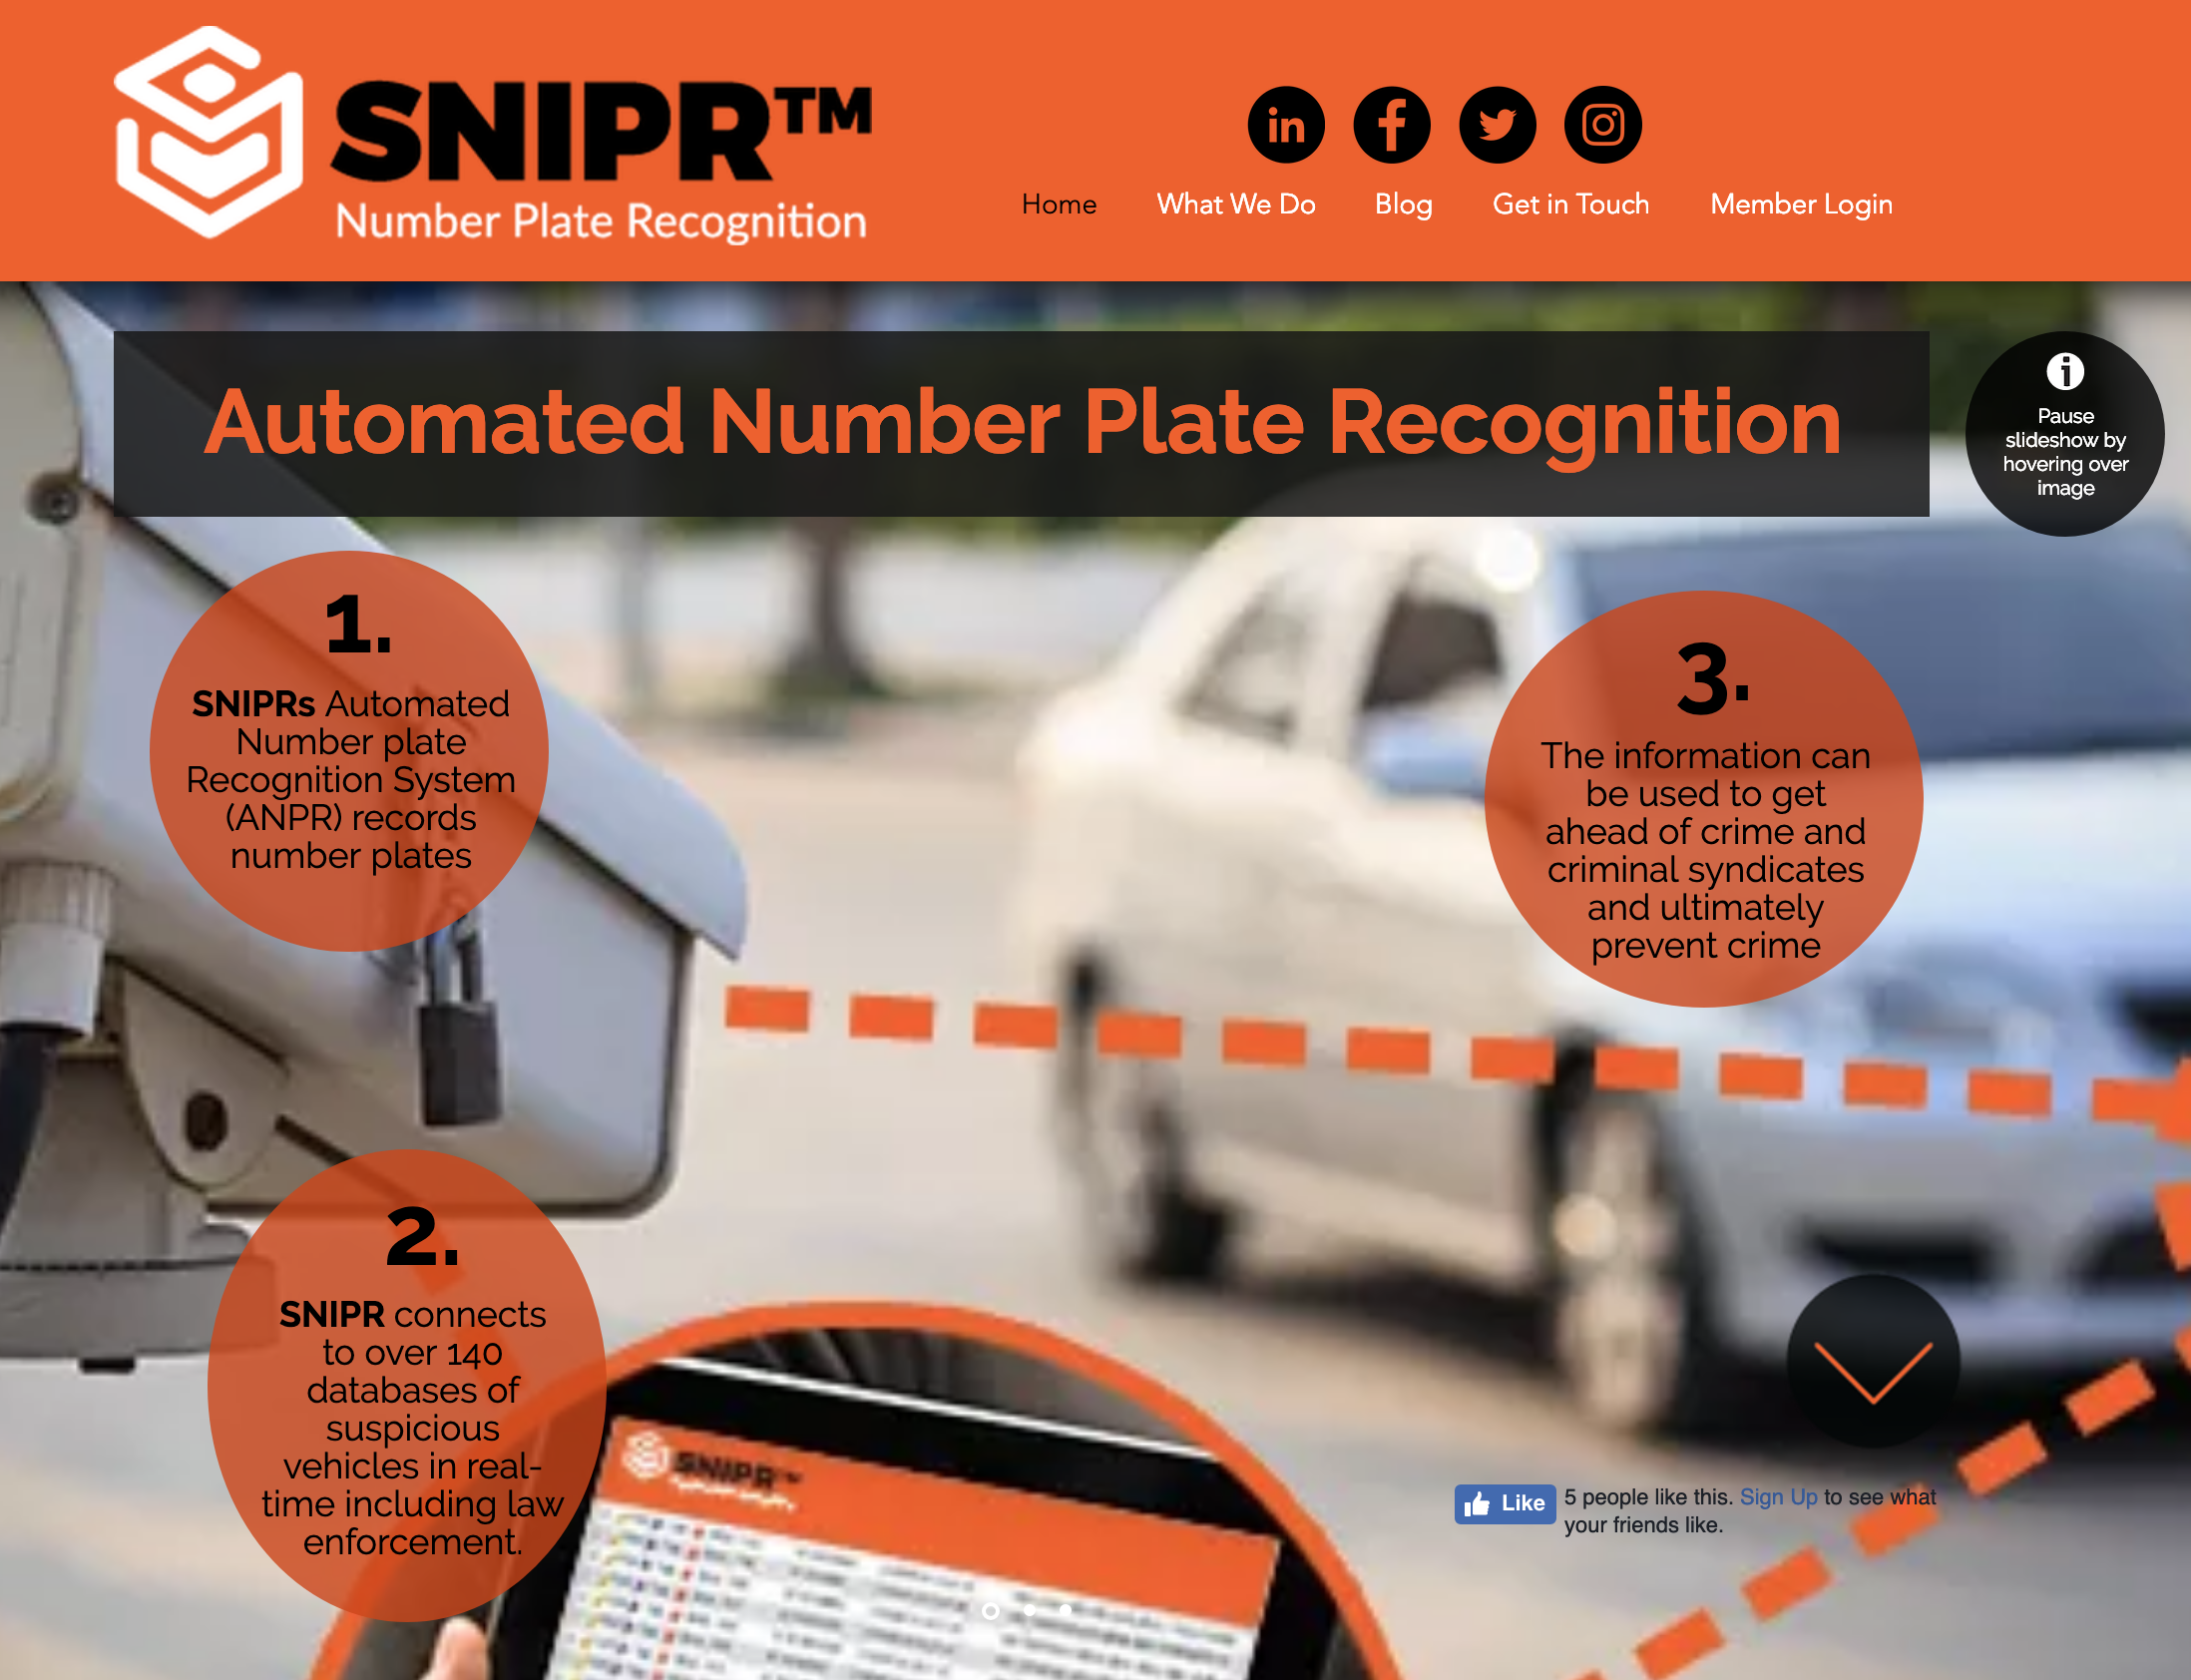 SNIPR™
Number Plate Recognition
Home
What We Do
Blog
Get in Touch
Member Login
Automated Number Plate Recognition
Pause
slideshow by
hovering over
image
1.
SNIPRs Automated
Number plate
Recognition System
(ANPR) records
number plates
3.
The information can
be used to get
ahead of crime and
criminal syndicates
and ultimately
prevent crime
2.
SNIPR connects
to over 140
databases of
suspicious
vehicles in real-
time including law
enforcement.
SNIPR™
Like
5 people like this. Sign Up to see what
your friends like.